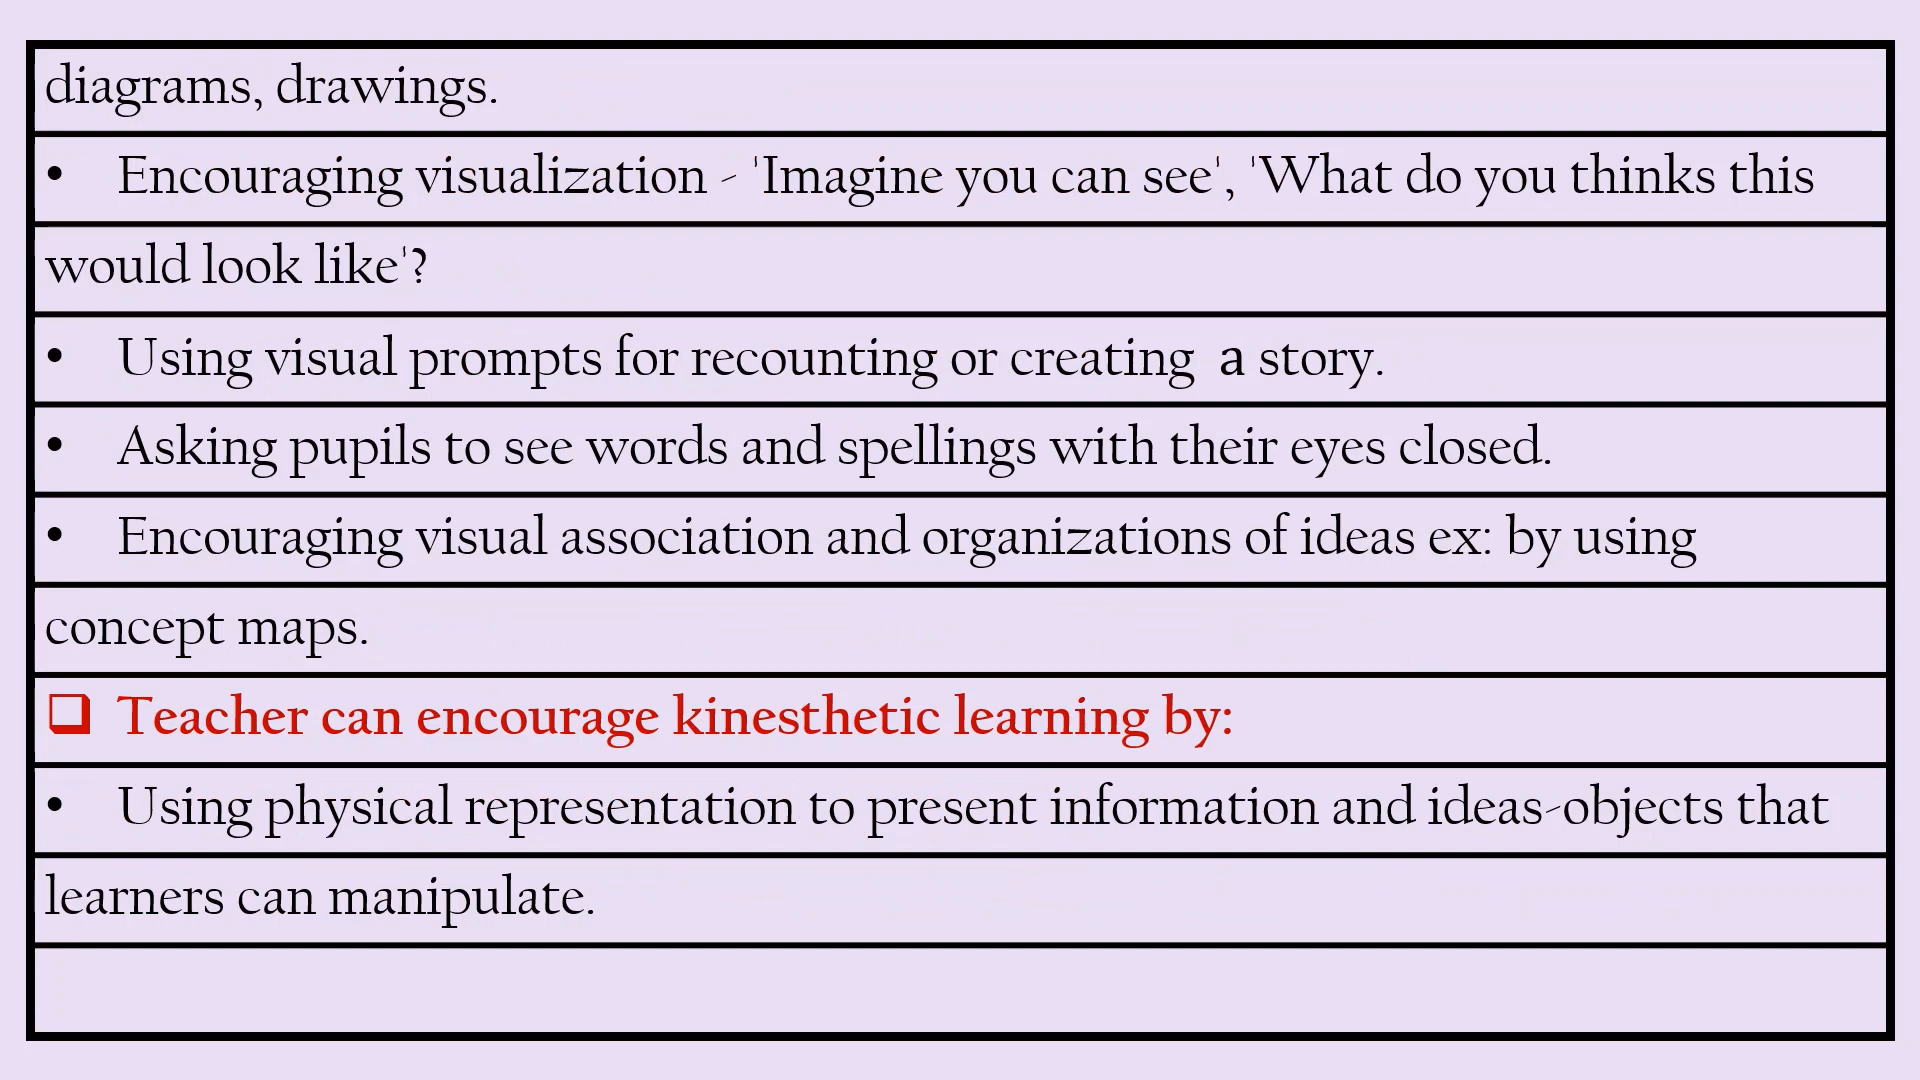 diagrams, drawings.
• Encouraging visualization - 'Imagine you can see', 'What do you thinks this
would look like'?
• Using visual prompts for recounting or creating a story.
• Asking pupils to see words and spellings with their eyes closed.
• Encouraging visual association and organizations of ideas ex: by using
concept maps.
❑ Teacher can encourage kinesthetic learning by:
• Using physical representation to present information and ideas-objects that
learners can manipulate.